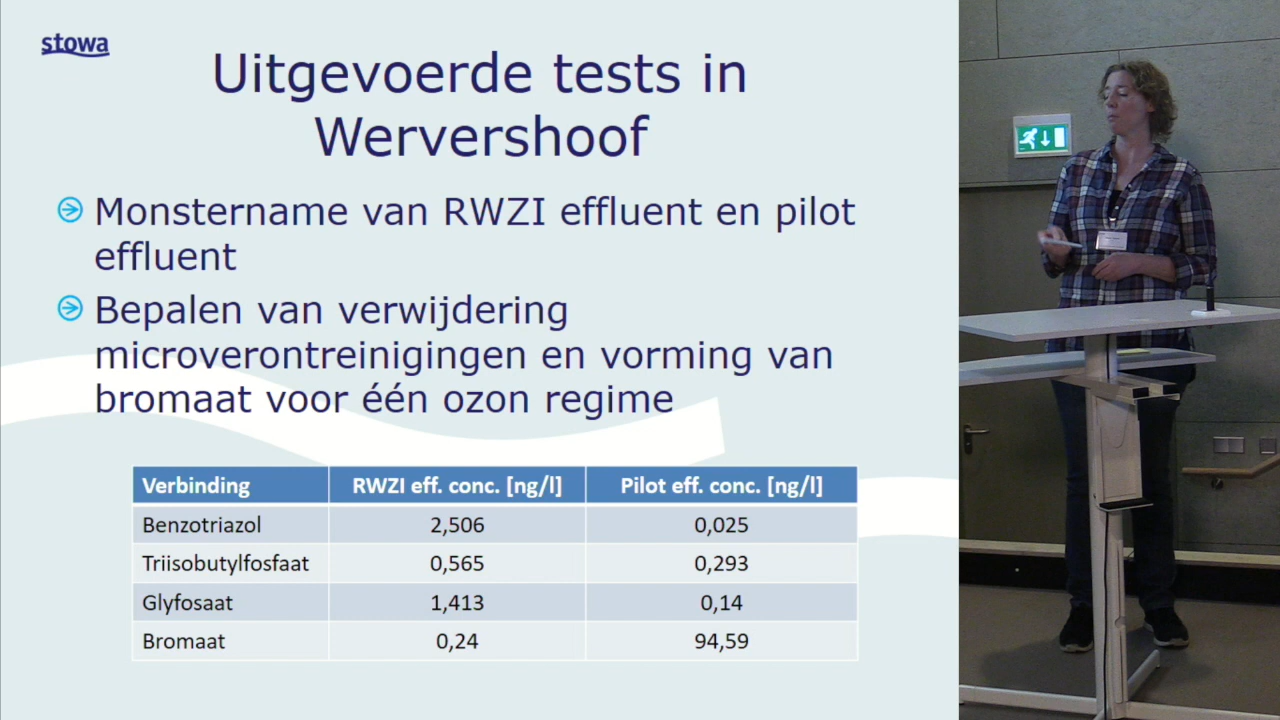 stowa
Uitgevoerde tests in
Wervershoof
Monstername van RWZI effluent en pilot
effluent
Bepalen van verwijdering
microverontreinigingen en vorming van
bromaat voor één ozon regime
Verbinding RWZI eff. conc. [ng/l] Pilot eff. conc. [ng/l]
Benzotriazol 2,506 0,025
Triisobutylfosfaat 0,565 0,293
Glyfosaat 1,413 0,14
Bromaat 0,24 94,59